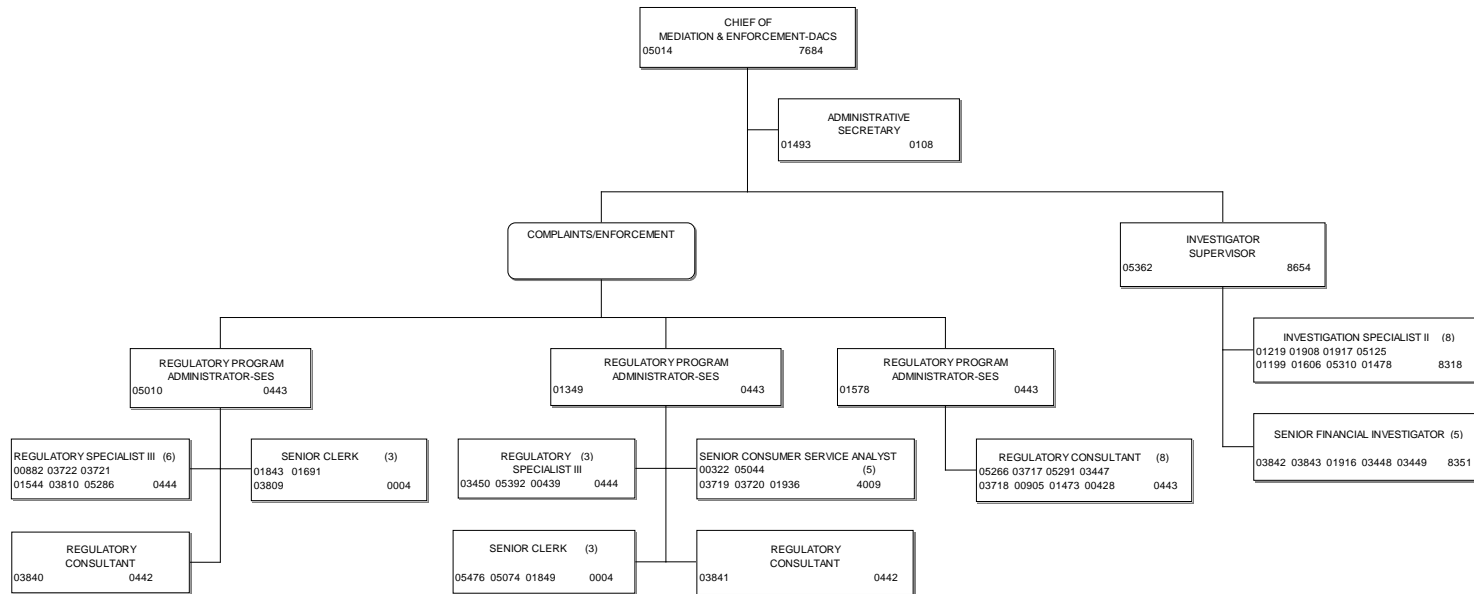 CHIEF OF
MEDIATION & ENFORCEMENT-DACS
05014 7684
ADMINISTRATIVE
SECRETARY
01493 0108
COMPLAINTS/ENFORCEMENT
INVESTIGATOR
SUPERVISOR
05362 8654
REGULATORY PROGRAM
ADMINISTRATOR-SES
05010 0443
REGULATORY PROGRAM
ADMINISTRATOR-SES
01349 0443
REGULATORY PROGRAM
ADMINISTRATOR-SES
01578 0443
INVESTIGATION SPECIALIST II (8)
01219 01908 01917 05125
01199 01606 05310 01478 8318
REGULATORY SPECIALIST III (6)
00882 03722 03721
01544 03810 05286 0444
SENIOR CLERK (3)
01843 01691
03809 0004
REGULATORY (3)
SPECIALIST III
03450 05392 00439 0444
SENIOR CONSUMER SERVICE ANALYST
00322 05044 (5)
03719 03720 01936 4009
REGULATORY CONSULTANT (8)
05266 03717 05291 03447
03718 00905 01473 00428 0443
SENIOR FINANCIAL INVESTIGATOR (5)
03842 03843 01916 03448 03449 8351
REGULATORY
CONSULTANT
03840 0442
SENIOR CLERK (3)
05476 05074 01849 0004
REGULATORY
CONSULTANT
03841 0442